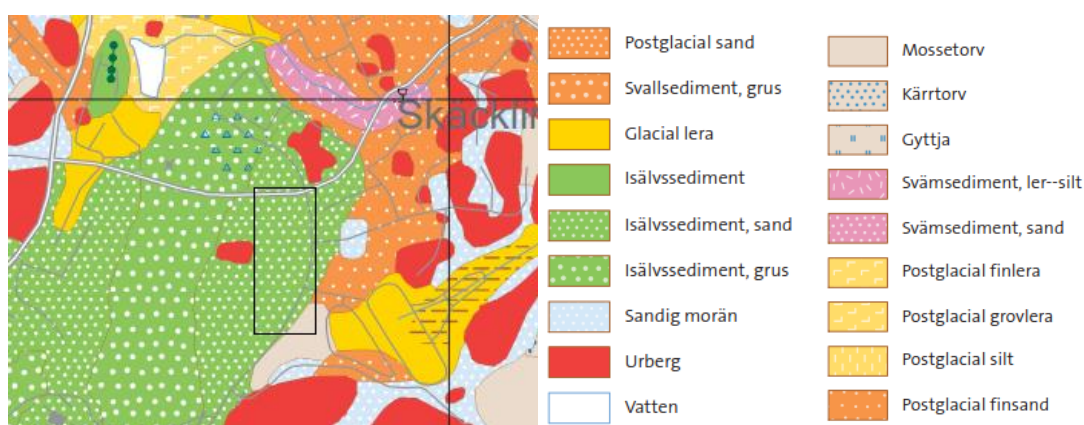 Postglacial sand
Svallsediment, grus
Glacial lera
Isälvssediment
Isälvssediment, sand
Isälvssediment, grus
Sandig morän
Urberg
Vatten
Mossetorv
Kärrtorv
Gyttja
Svämsediment, ler--silt
Svämsediment, sand
Postglacial finlera
Postglacial grovlera
Postglacial silt
Postglacial finsand